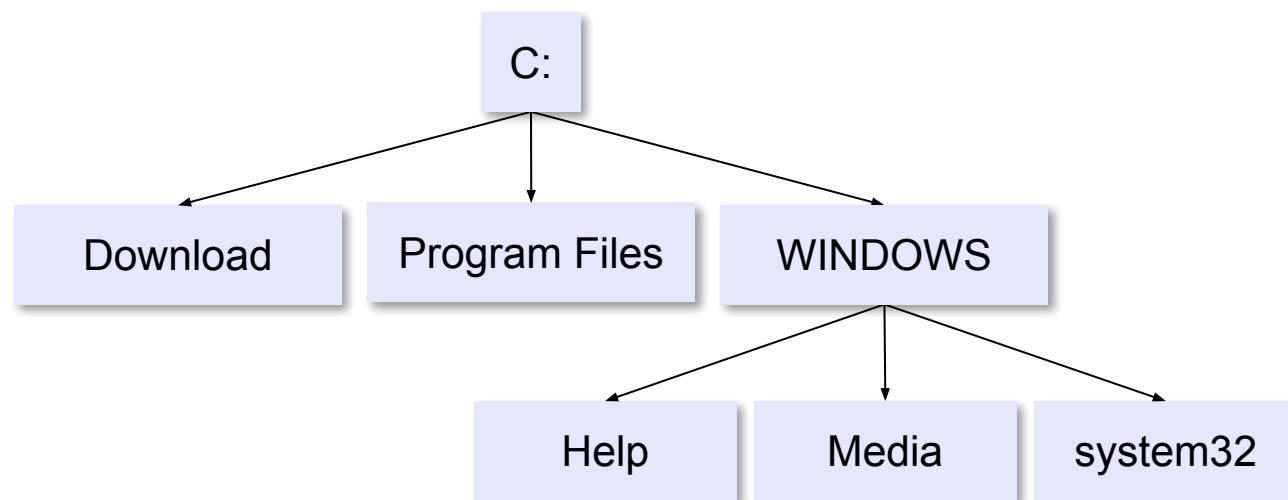 C:
Download
Program Files
WINDOWS
Help
Media
system32